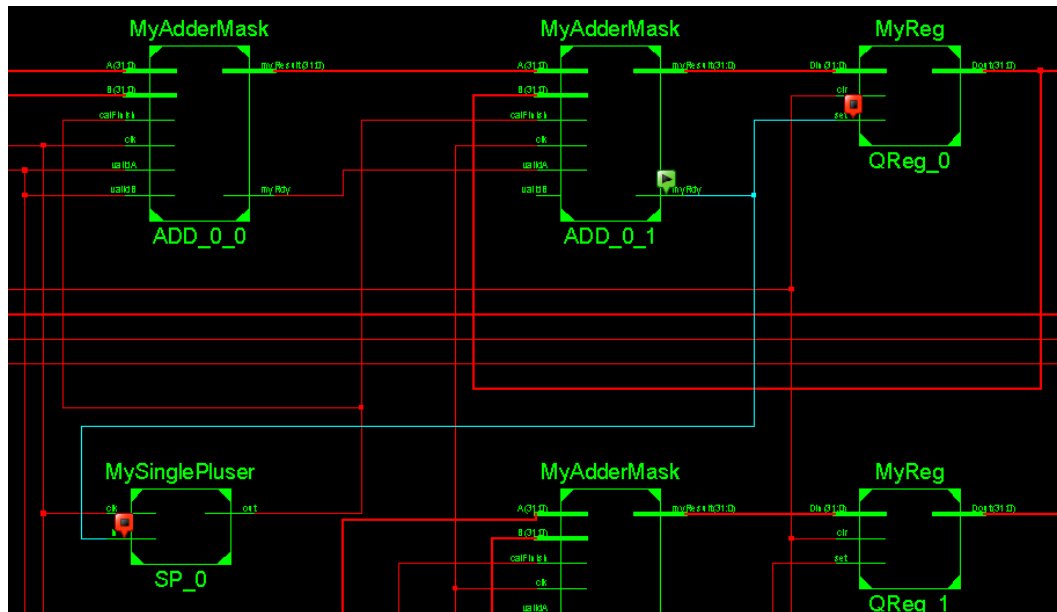 MyAdderMask
MyAdderMask
MyReg
A(31:0)
myResult(31:0)
A(31:0)
myResult(31:0)
Din(31:0)
Dout(31:0)
B(31:0)
B(31:0)
clr
calFinish
calFinish
set
clk
clk
QReg_0
validA
validA
validB
myRdy
validB
myRdy
ADD_0_0
ADD_0_1
MySinglePluser
MyAdderMask
MyReg
clk
out
A(31:0)
myResult(31:0)
Din(31:0)
Dout(31:0)
B(31:0)
clr
calFinish
set
SP_0
clk
QReg_1
validA